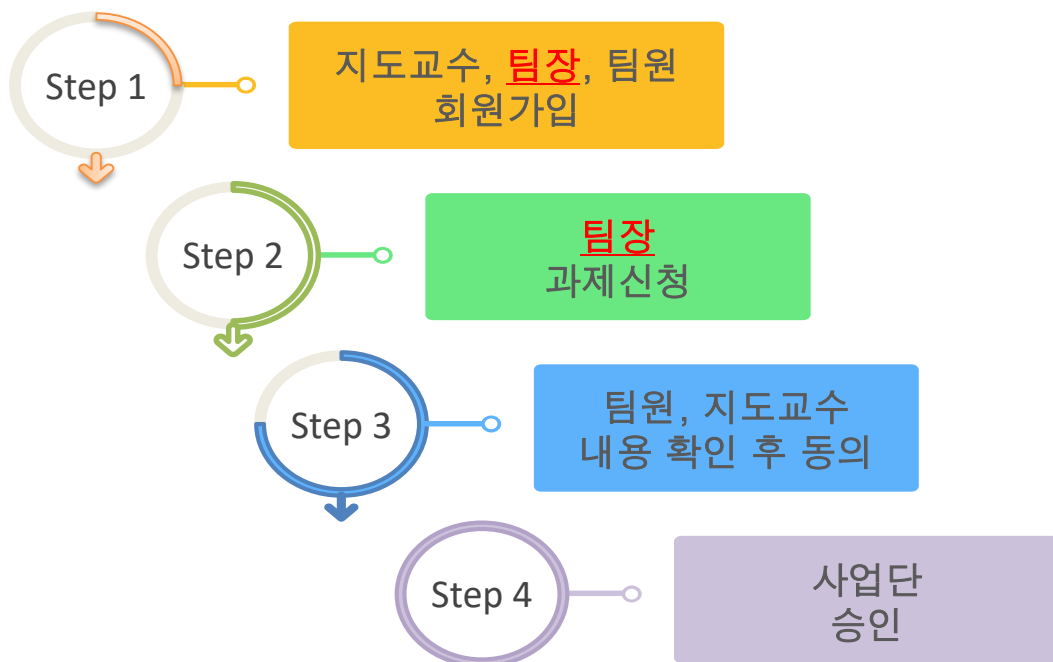 Step 1
지도교수, 팀장, 팀원
회원가입
Step 2
팀장
과제신청
Step 3
팀원, 지도교수
내용 확인 후 동의
Step 4
사업단
승인